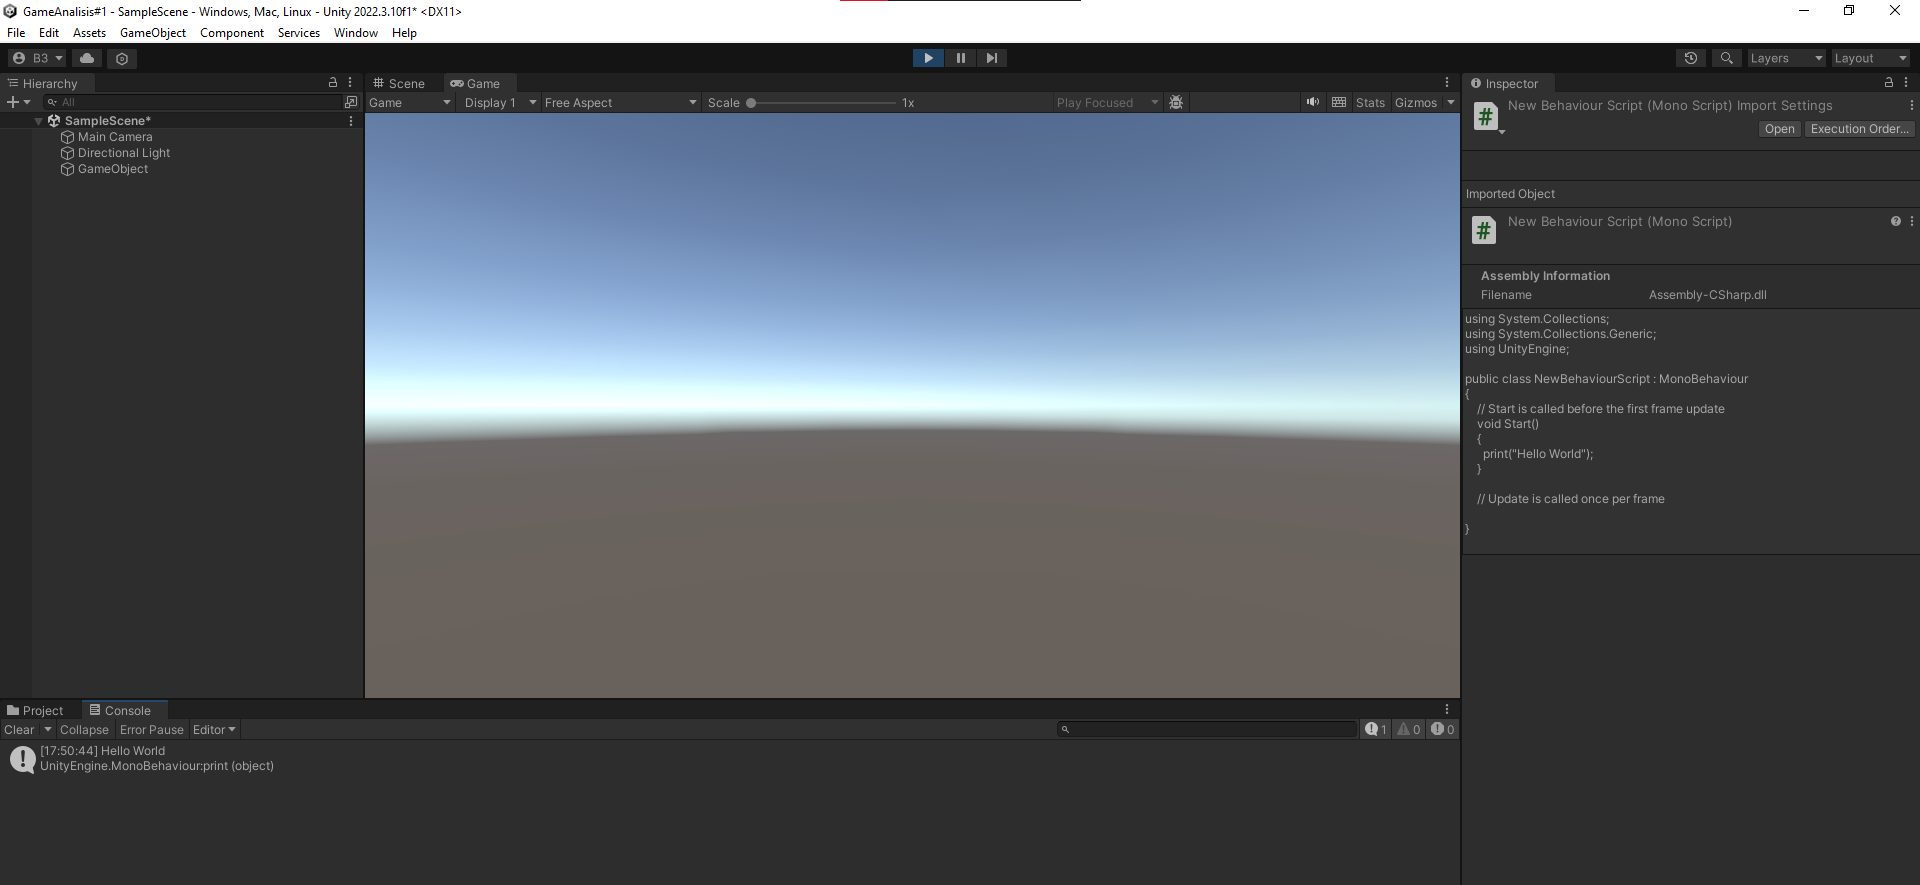 GameAnalisis#1 - SampleScene - Windows, Mac, Linux - Unity 2022.3.10f1* <DX11>
File Edit Assets GameObject Component Services Window Help
B3
Layers Layout
Hierarchy
All
SampleScene*
Main Camera
Directional Light
GameObject
Scene Game
Game Display 1 Free Aspect Scale 1x Play Focused Stats Gizmos
Inspector
New Behaviour Script (Mono Script) Import Settings
Open Execution Order...
Imported Object
New Behaviour Script (Mono Script)
Assembly Information
Filename Assembly-CSharp.dll
using System.Collections;
using System.Collections.Generic;
using UnityEngine;
public class NewBehaviourScript : MonoBehaviour
{
// Start is called before the first frame update
void Start()
{
print("Hello World");
}
// Update is called once per frame
}
Project Console
Clear Collapse Error Pause Editor 1 0 0
[17:50:44] Hello World
UnityEngine.MonoBehaviour:print (object)